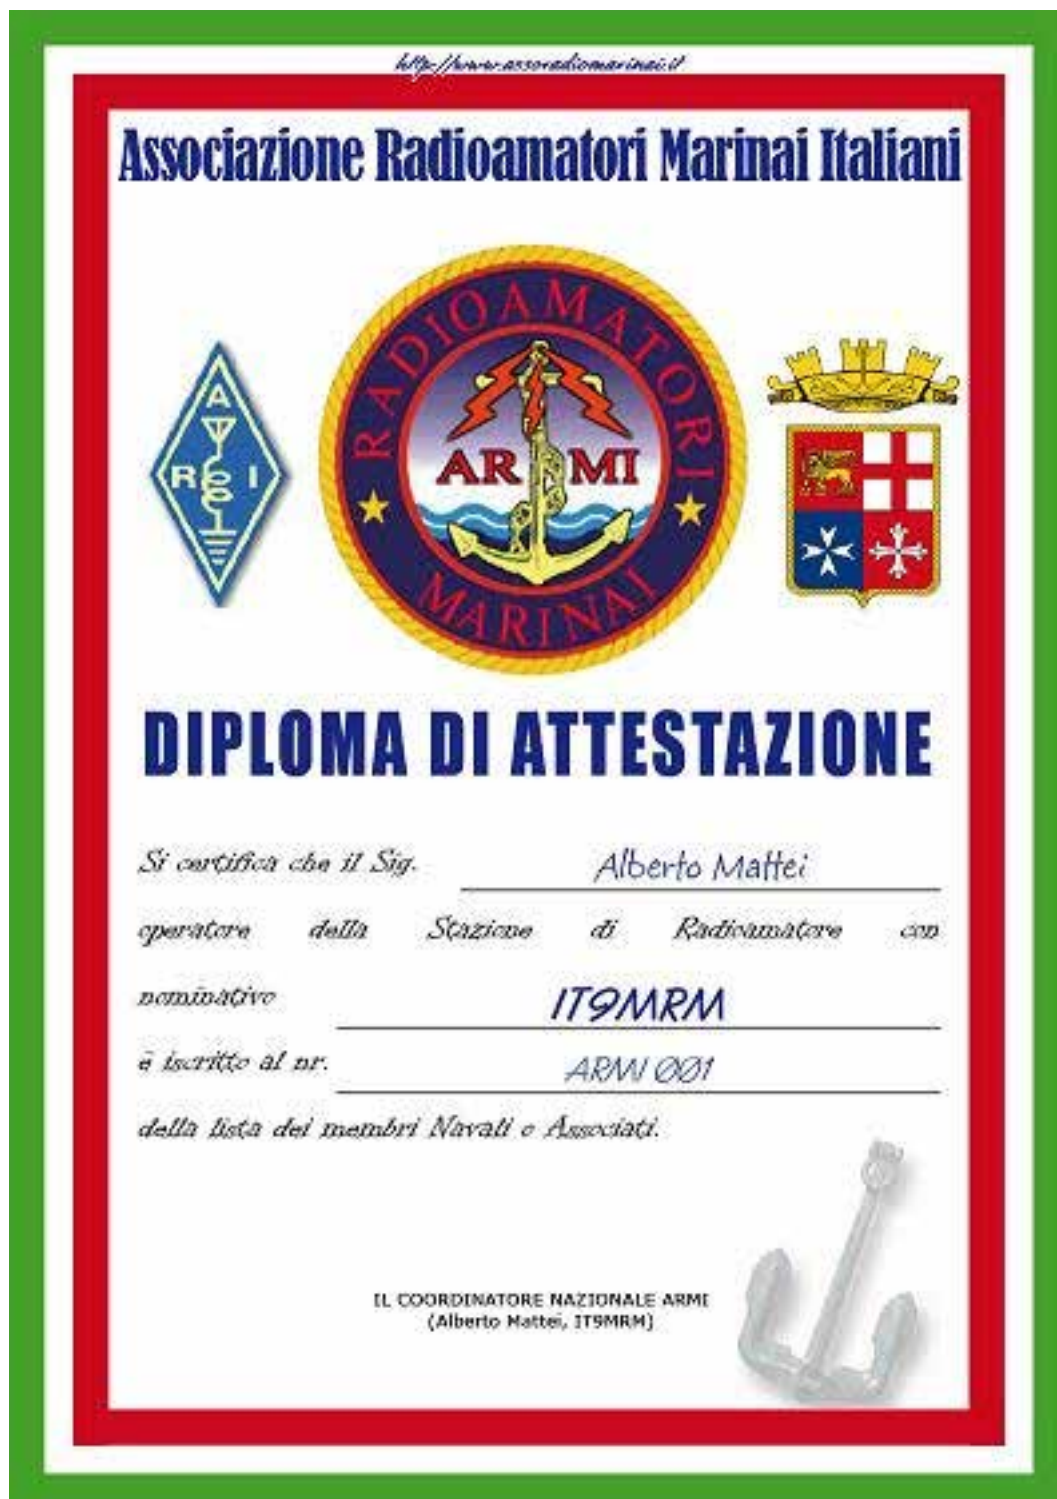 http://www.assoradiomarinai.it
Associazione Radioamatori Marinai Italiani
RADIOAMATORI
A
R I
ARMI
MARINAI
DIPLOMA DI ATTESTAZIONE
Si certifica che il Sig. Alberto Mattei
operatore della Stazione di Radioamatore con
nominativo IT9MRM
è iscritto al nr. ARMI 001
della lista dei membri Navali o Associati.
IL COORDINATORE NAZIONALE ARMI
(Alberto Mattei, IT9MRM)